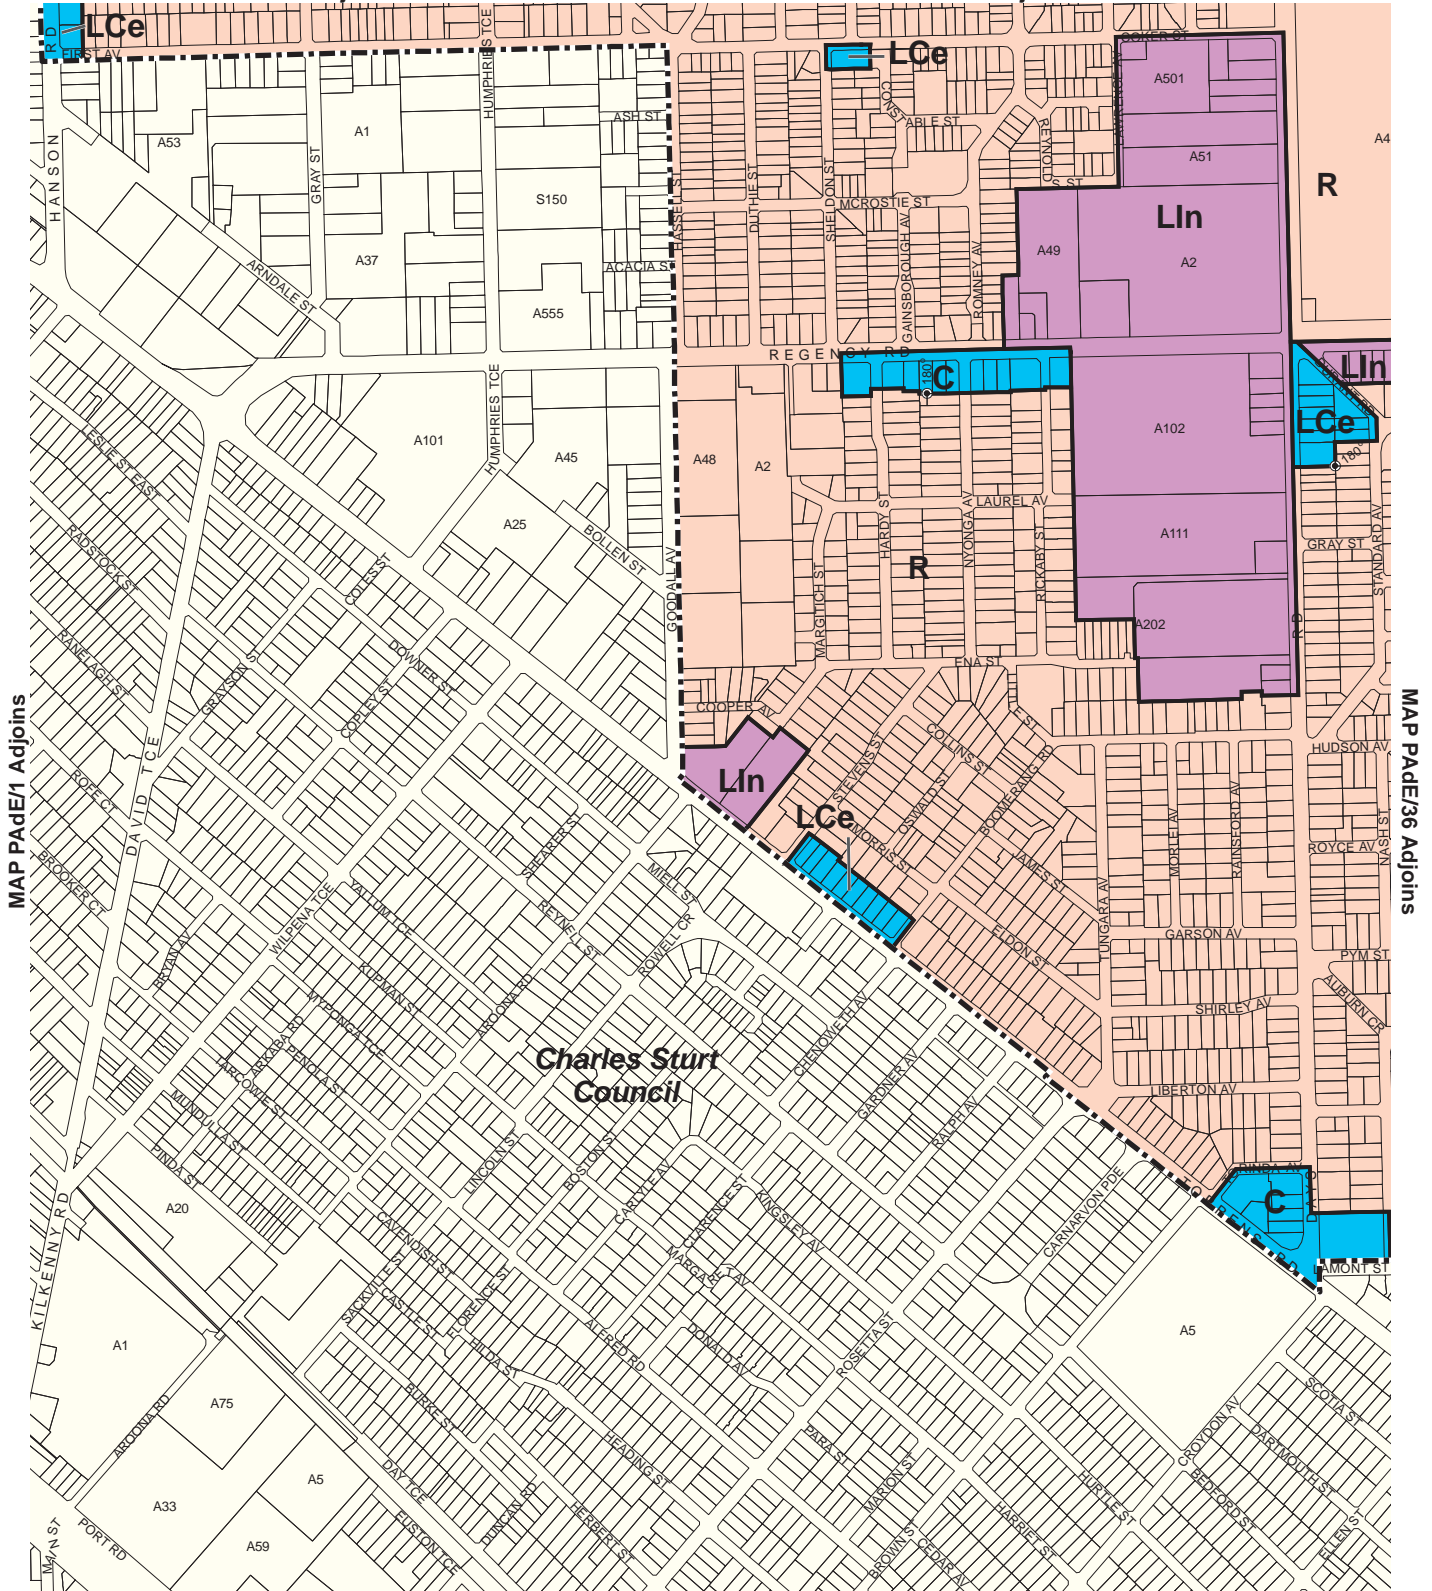 LCe
RD
FIRST AV
HUMPHRIES TCE
COKER ST
LCe
A501
A53
A1
ASH ST
CONSTABLE ST
REYNOLD
S ST
LAWRENCE AV
A51
A4
HANSON
GRAY ST
S150
HASSELL ST
DUTHIE ST
SHELDON ST
MCROSTIE ST
R
LIn
A49
A2
A37
ARNDALE ST
ACACIA ST
GAINSBOROUGH AV
ROMNEY AV
A555
REGENCY RD
C
180°
LIn
DURANT RD
LCe
180°
HUMPHRIES TCE
A101
A45
A48
A2
A102
LESLIE ST EAST
A25
BOLLEN ST
LAUREL AV
HARDY ST
NYONGA AV
RICKABY ST
A111
GRAY ST
STANDARD AV
RADSTOCK ST
COLES ST
GOODALL AV
MARGITICH ST
R
A202
RD
RANELAGH ST
GRAYSON ST
DOWNER ST
COPLEY ST
ENA ST
COOPER AV
E ST
MAP PAdE/1 Adjoins
MAP PAdE/36 Adjoins
DAVID TCE
ROFE CT
LIn
LCe
STEVENS ST
COLLINS ST
OSWALD ST
BOOMERANG RD
HUDSON AV
MORRIS ST
JAMES ST
MORLEY AV
RAINSFORD AV
ROYCE AV
NASH ST
BROOKER CT
SHEARER ST
MIELL ST
WILPENA TCE
YALLUM TCE
REYNELL ST
ROWELL CR
ELDON ST
TUNGARA AV
GARSON AV
PYM ST
BRYAN AV
KUPMAN ST
AROONA RD
AUBURN CR
MYPONGA TCE
ARKABA RD
PENOLA ST
TARCOWIE ST
CHENOWETH AV
SHIRLEY AV
Charles Sturt
Council
GARDNER AV
RALPH AV
LIBERTON AV
MUNDULLA ST
PINDA ST
LINCOLN ST
BOSTON ST
CARLYLE AV
CLARENCE ST
KINGSLEY AV
CARNARVON PDE
TORRENS RD
C
DAYS
LAMONT ST
KILKENNY RD
A20
CAVENDISH ST
MARGARET AV
SACKVILLE ST
CASTLE ST
FLORENCE ST
HILDA ST
ALFRED RD
DONALD AV
ROSETTA ST
A1
A5
A75
AROONA RD
BURKE ST
HEADING ST
PARA ST
MARION ST
CROYDON AV
SCOTIA ST
DARTMOUTH ST
BEDFORD ST
HURTLE ST
A5
DAY TCE
A33
PORT RD
MAIN ST
A59
EUSTON TCE
DUNCAN RD
HERBERT ST
BROWN ST
CEDAR AV
HARRIET ST
ELLEN ST